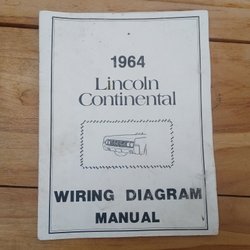 1964
Lincoln
Continental
WIRING DIAGRAM
MANUAL